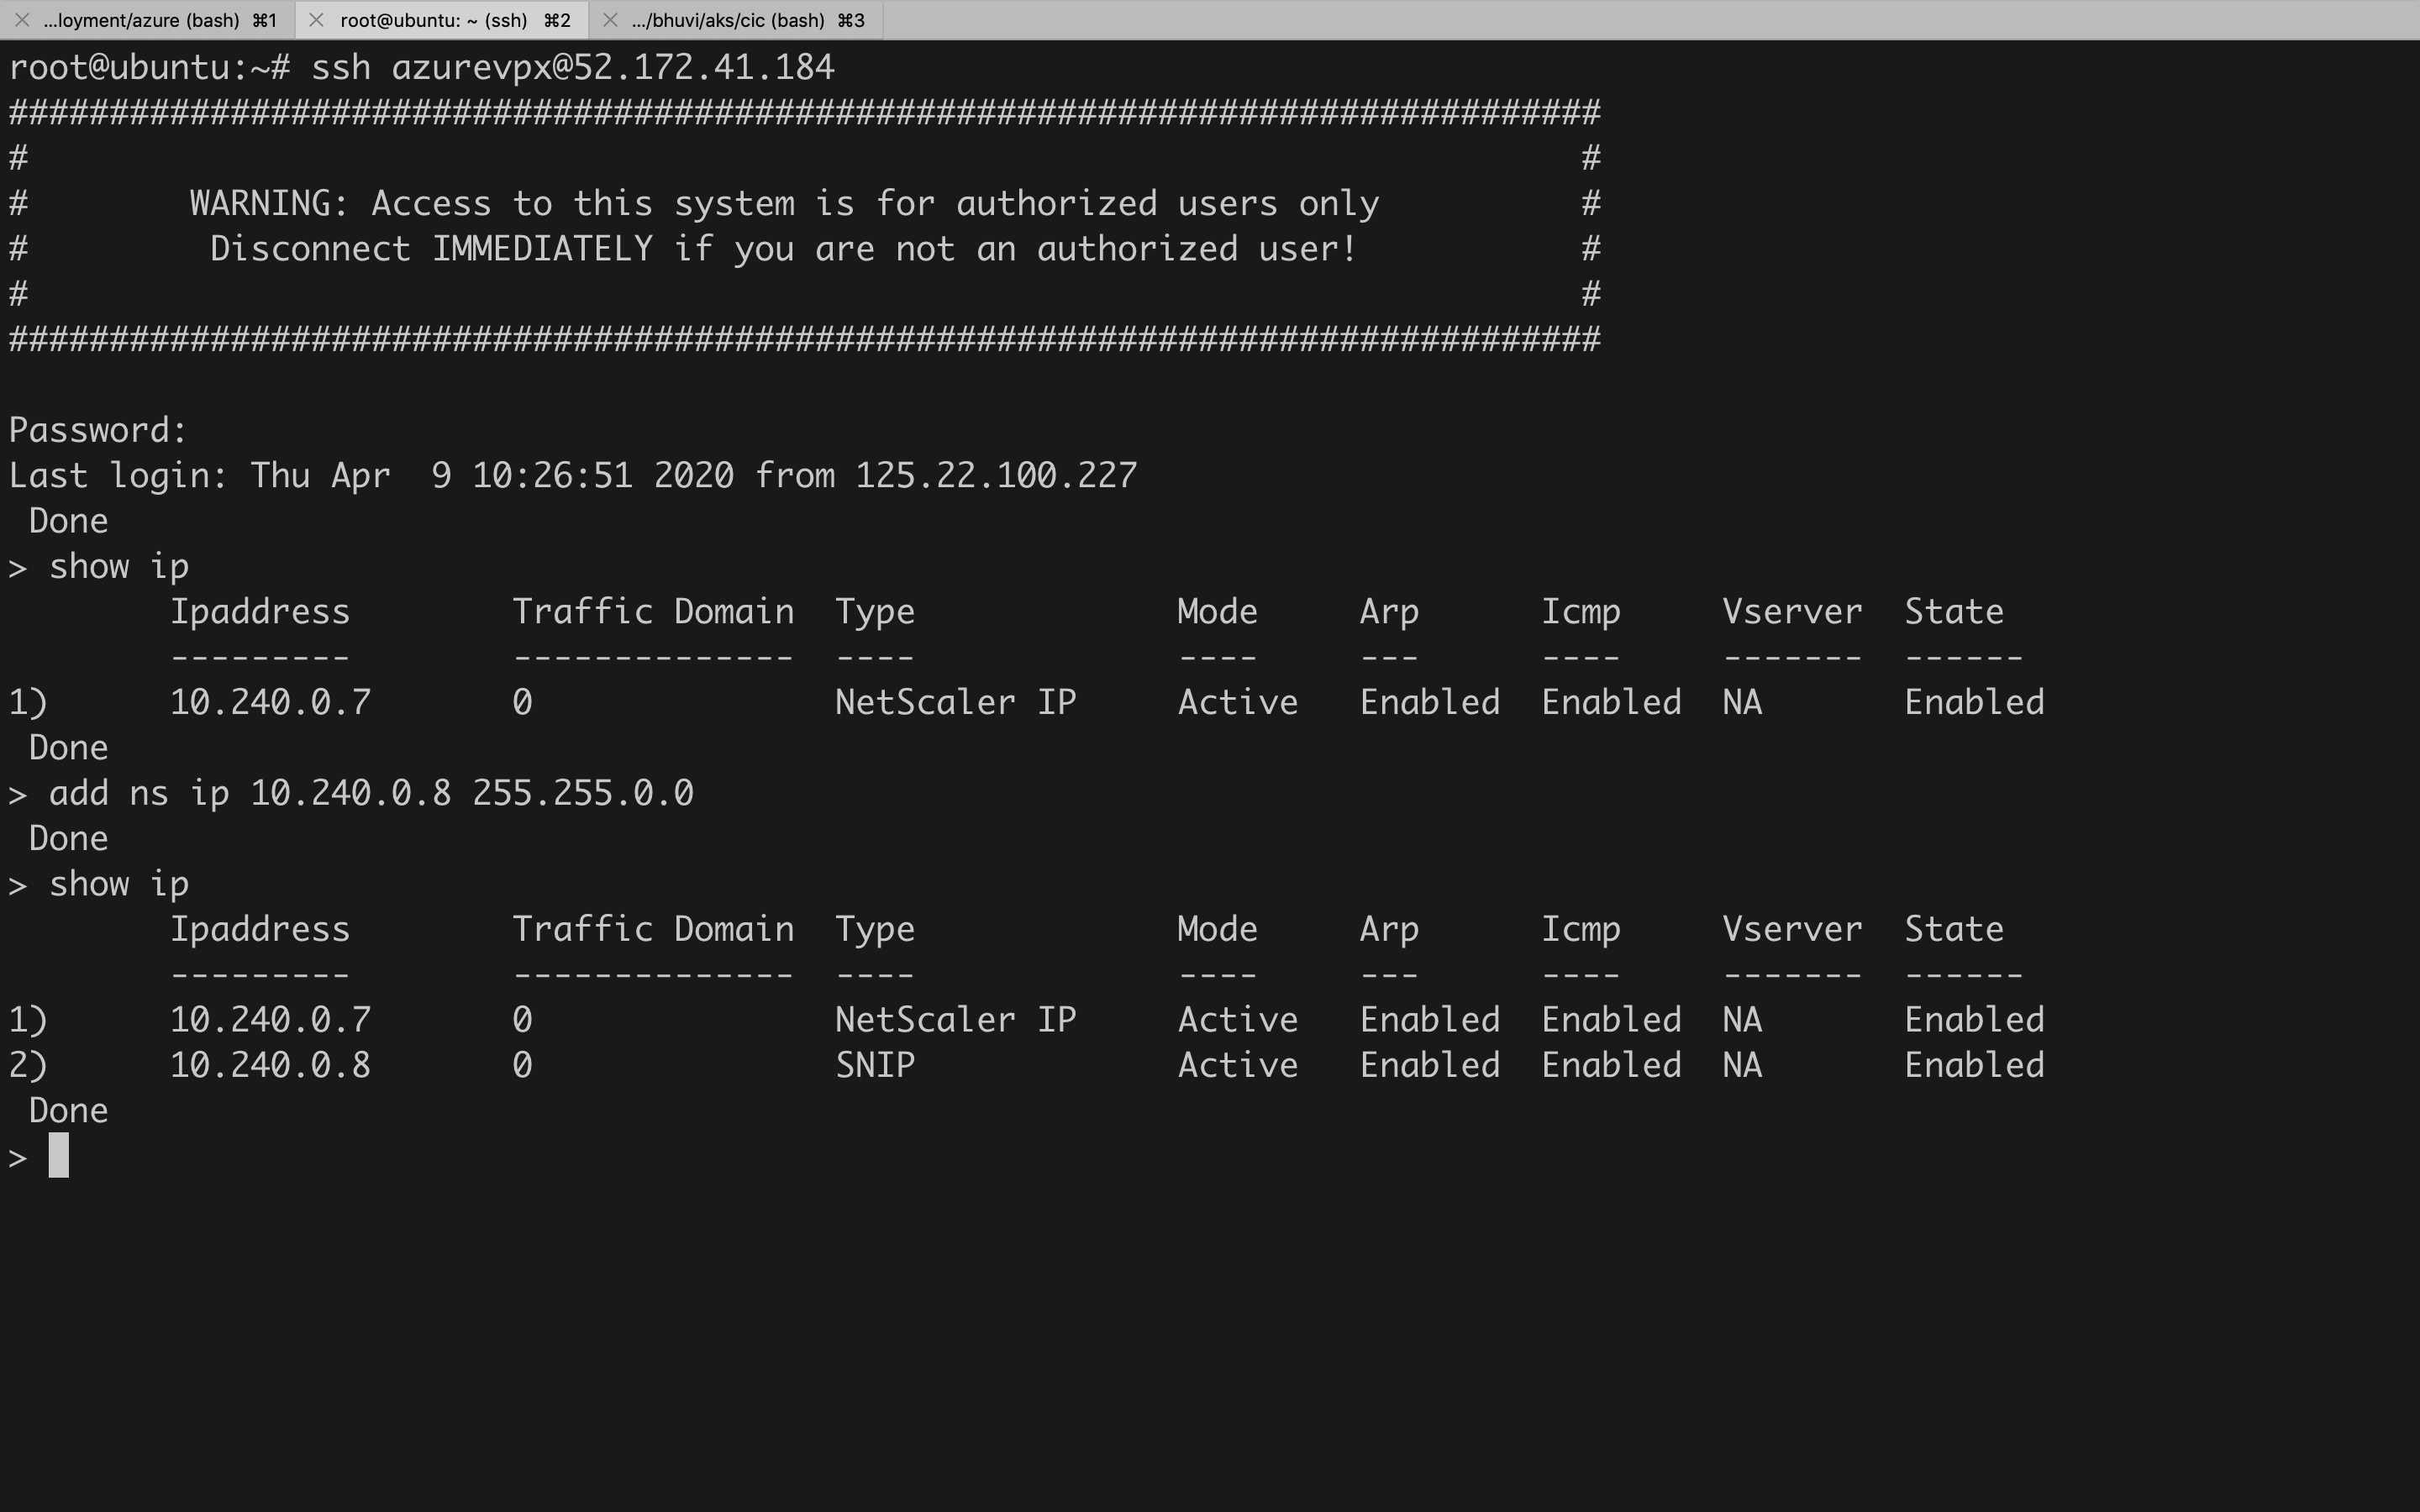 ...loyment/azure (bash) ⌘1 root@ubuntu: ~ (ssh) ⌘2 .../bhuvi/aks/cic (bash) ⌘3
root@ubuntu:~# ssh azurevpx@52.172.41.184
###############################################################################
#                                                                             #
#        WARNING: Access to this system is for authorized users only          #
#         Disconnect IMMEDIATELY if you are not an authorized user!           #
#                                                                             #
###############################################################################
Password:
Last login: Thu Apr  9 10:26:51 2020 from 125.22.100.227
 Done
> show ip
        Ipaddress        Traffic Domain  Type             Mode     Arp      Icmp     Vserver  State
        ---------        --------------  ----             ----     ---      ----     -------  ------
1)      10.240.0.7       0               NetScaler IP     Active   Enabled  Enabled  NA       Enabled
 Done
> add ns ip 10.240.0.8 255.255.0.0
 Done
> show ip
        Ipaddress        Traffic Domain  Type             Mode     Arp      Icmp     Vserver  State
        ---------        --------------  ----             ----     ---      ----     -------  ------
1)      10.240.0.7       0               NetScaler IP     Active   Enabled  Enabled  NA       Enabled
2)      10.240.0.8       0               SNIP             Active   Enabled  Enabled  NA       Enabled
 Done
>